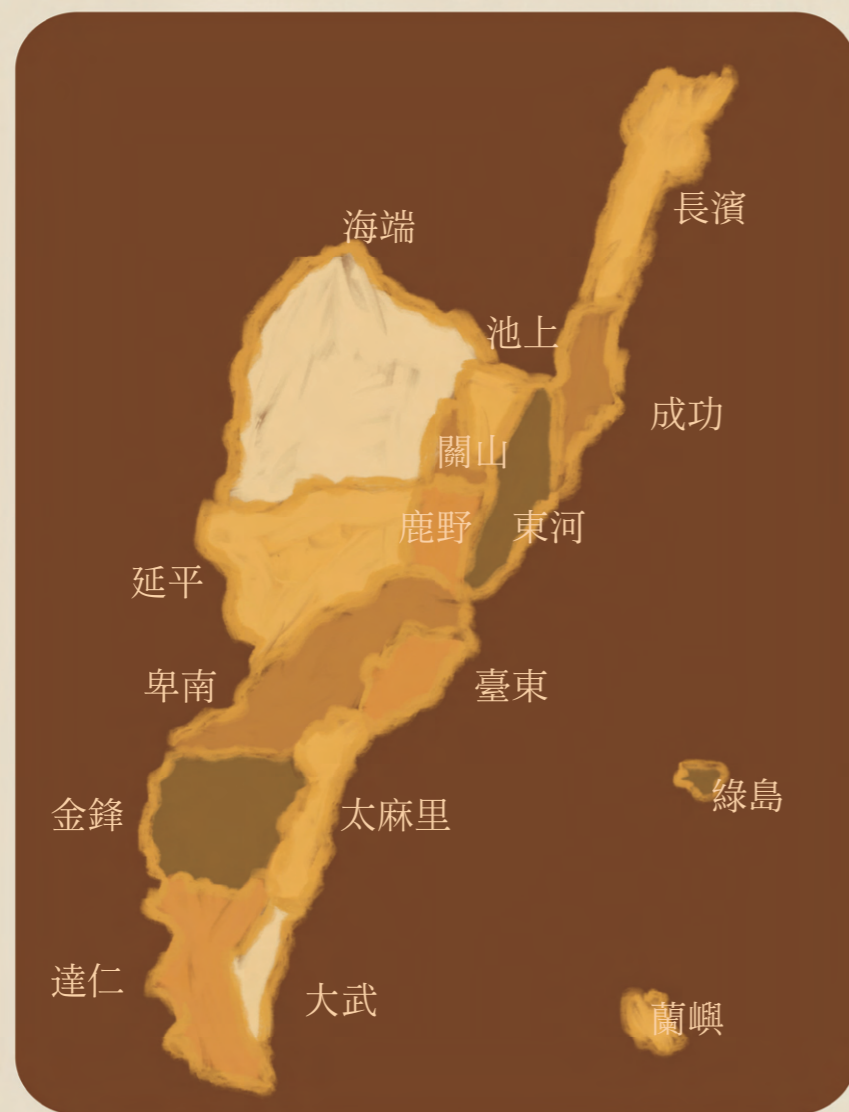 長濱
海端
池上
成功
關山
鹿野
東河
延平
卑南
臺東
綠島
金鋒
太麻里
達仁
大武
蘭嶼